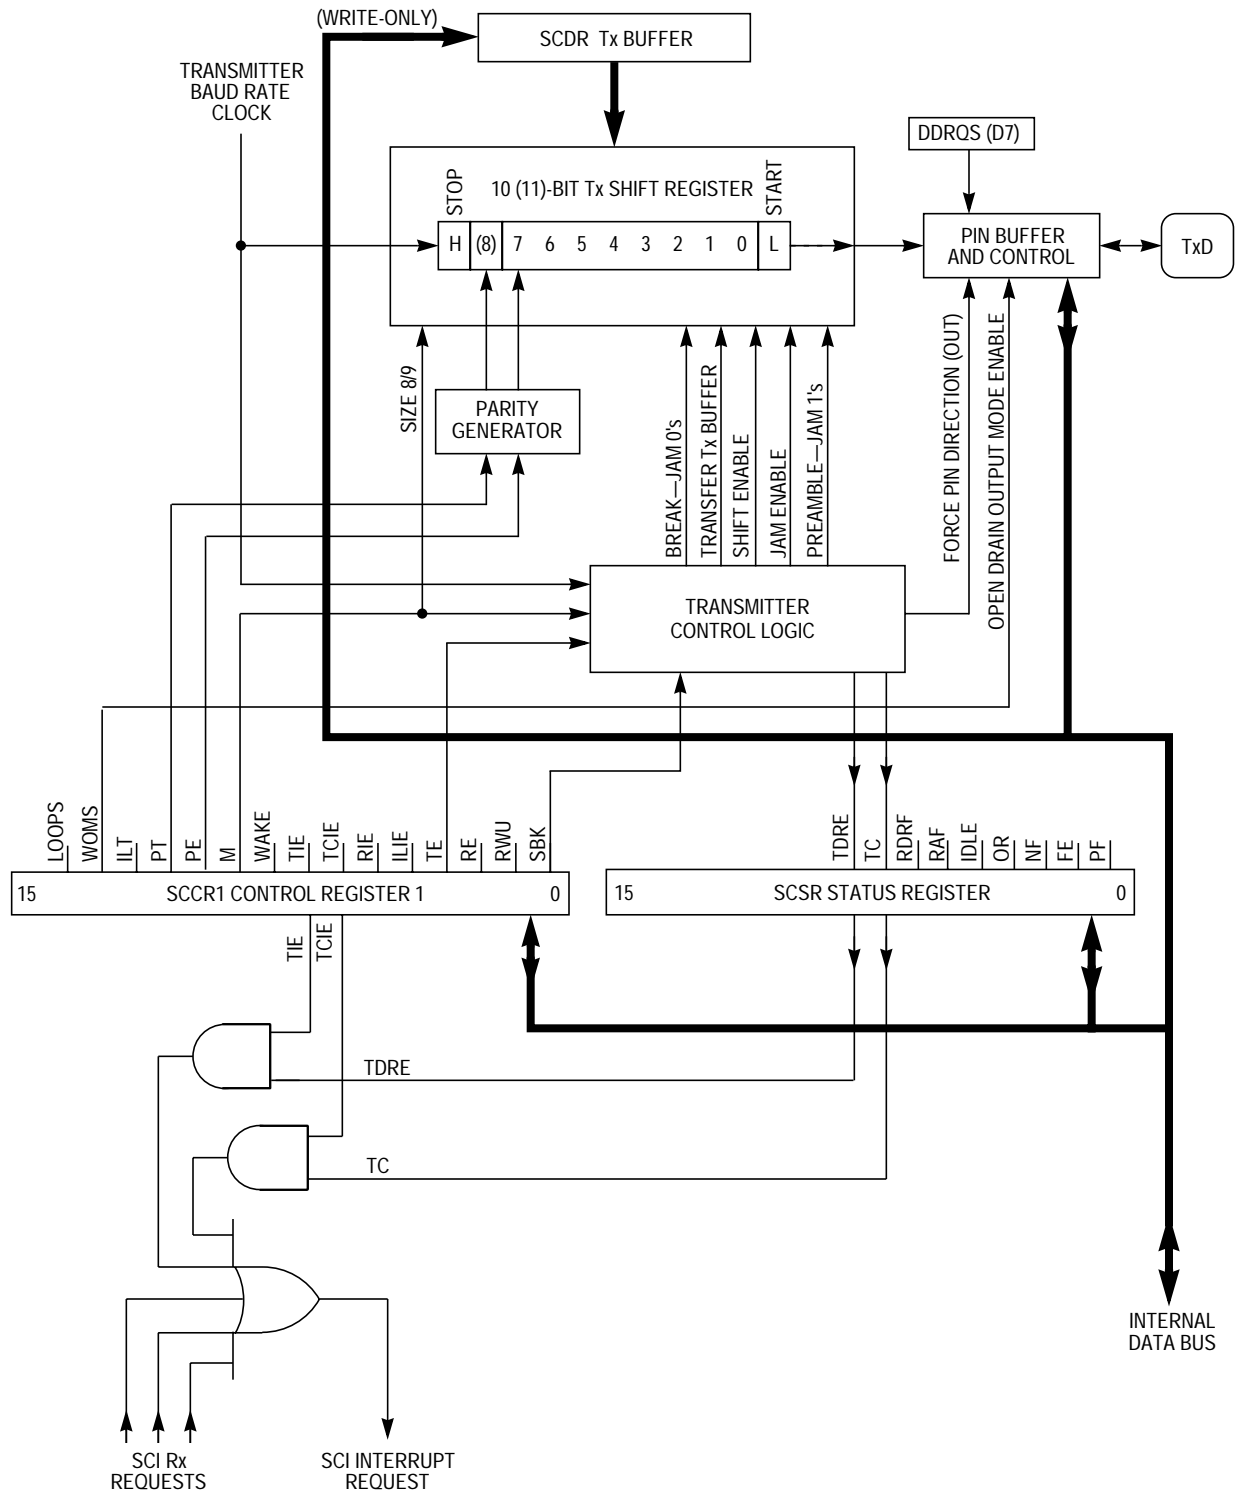 (WRITE-ONLY)
SCDR Tx BUFFER
TRANSMITTER
BAUD RATE
CLOCK
DDRQS (D7)
10 (11)-BIT Tx SHIFT REGISTER
STOP
START
H (8) 7 6 5 4 3 2 1 0 L
PIN BUFFER
AND CONTROL
TxD
SIZE 8/9
PARITY
GENERATOR
BREAK—JAM 0's
TRANSFER Tx BUFFER
SHIFT ENABLE
JAM ENABLE
PREAMBLE—JAM 1's
FORCE PIN DIRECTION (OUT)
OPEN DRAIN OUTPUT MODE ENABLE
TRANSMITTER
CONTROL LOGIC
LOOPS
WOMS
ILT
PT
PE
M
WAKE
TIE
TCIE
RIE
ILIE
TE
RE
RWU
SBK
TDRE
TC
RDRF
RAF
IDLE
OR
NF
FE
PF
15 SCCR1 CONTROL REGISTER 1 0
15 SCSR STATUS REGISTER 0
TIE
TCIE
TDRE
TC
INTERNAL
DATA BUS
SCI Rx
REQUESTS
SCI INTERRUPT
REQUEST